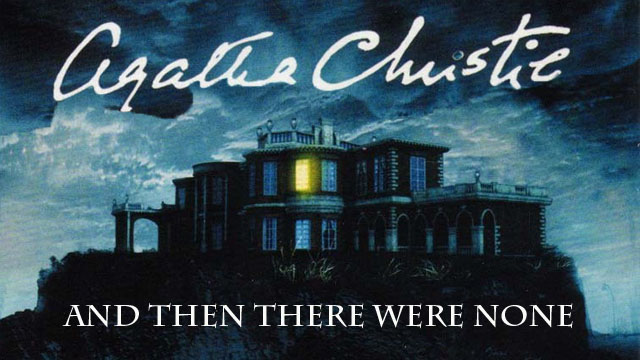 Agatha Christie
AND THEN THERE WERE NONE